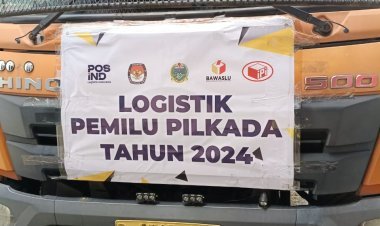 POS IND
BAWASLU
HINO 500
LOGISTIK
PEMILU PILKADA
TAHUN 2024